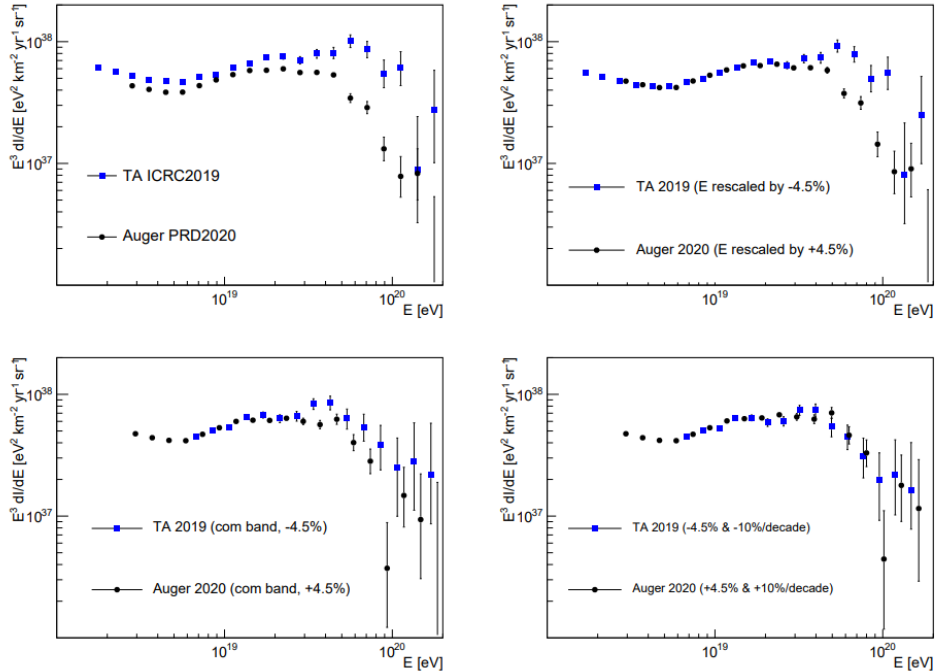 E³ dI/dE [eV² km⁻² yr⁻¹ sr⁻¹]
10³⁸
10³⁷
TA ICRC2019
Auger PRD2020
10¹⁹
10²⁰
E [eV]
E³ dI/dE [eV² km⁻² yr⁻¹ sr⁻¹]
10³⁸
10³⁷
TA 2019 (E rescaled by -4.5%)
Auger 2020 (E rescaled by +4.5%)
10¹⁹
10²⁰
E [eV]
E³ dI/dE [eV² km⁻² yr⁻¹ sr⁻¹]
10³⁸
10³⁷
TA 2019 (com band, -4.5%)
Auger 2020 (com band, +4.5%)
10¹⁹
10²⁰
E [eV]
E³ dI/dE [eV² km⁻² yr⁻¹ sr⁻¹]
10³⁸
10³⁷
TA 2019 (-4.5% & -10%/decade)
Auger 2020 (+4.5% & +10%/decade)
10¹⁹
10²⁰
E [eV]